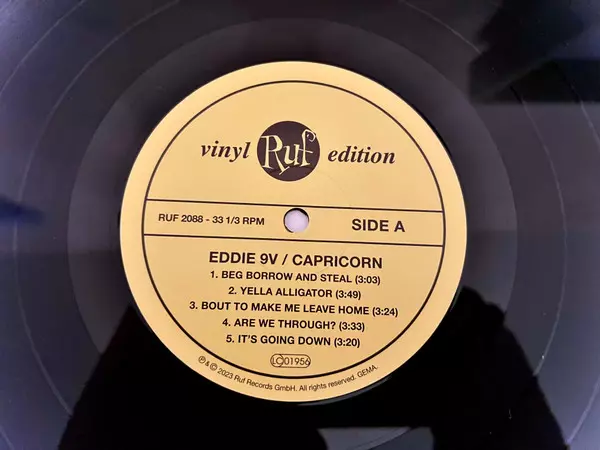 vinyl Ruf edition
RUF 2088 - 33 1/3 RPM SIDE A
EDDIE 9V / CAPRICORN
1. BEG BORROW AND STEAL (3:03)
2. YELLA ALLIGATOR (3:49)
3. BOUT TO MAKE ME LEAVE HOME (3:24)
4. ARE WE THROUGH? (3:33)
5. IT'S GOING DOWN (3:20)
LC01956
℗ & © 2023 Ruf Records GmbH. All rights reserved. GEMA.